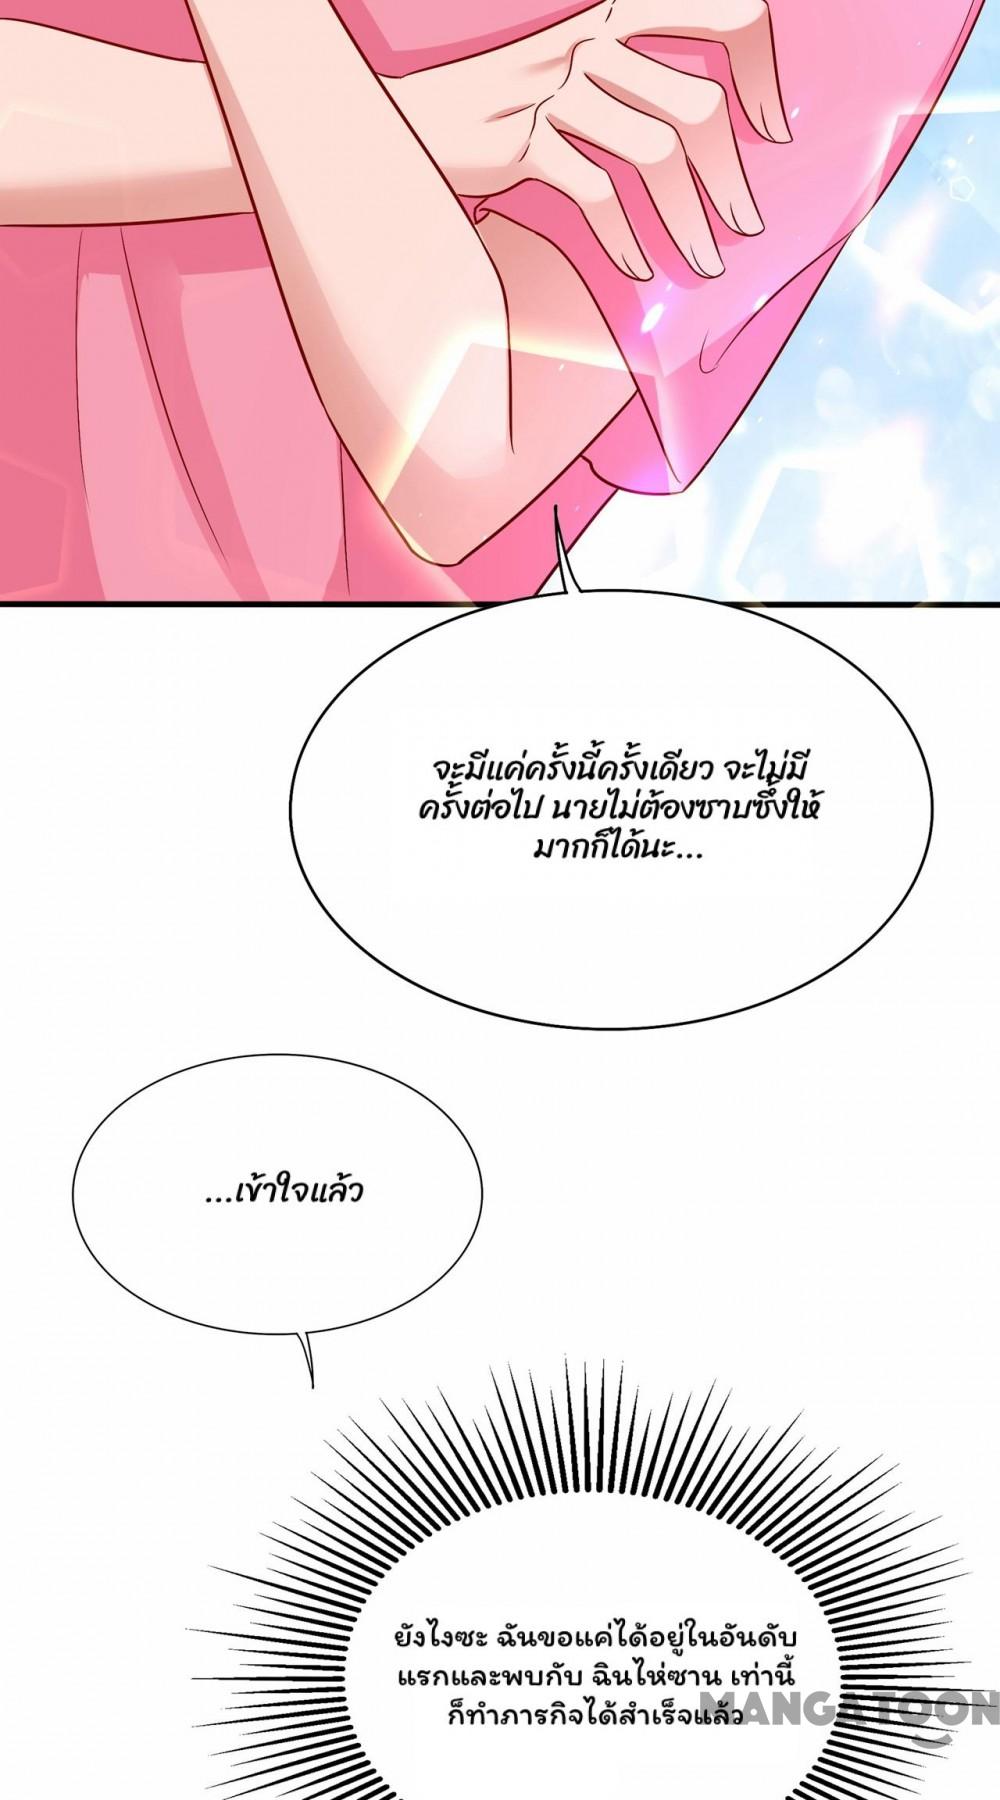 จะมีแค่ครั้งนี้ครั้งเดียว จะไม่มี
ครั้งต่อไป นายไม่ต้องซาบซึ้งให้
มากก็ได้นะ...
...เข้าใจแล้ว
ยังไงซะ ฉันขอแค่ได้อยู่ในอันดับ
แรกและพบกับ ฉินไห่ซาน เท่านี้
ก็ทำภารกิจได้สำเร็จแล้ว
MANGATOON